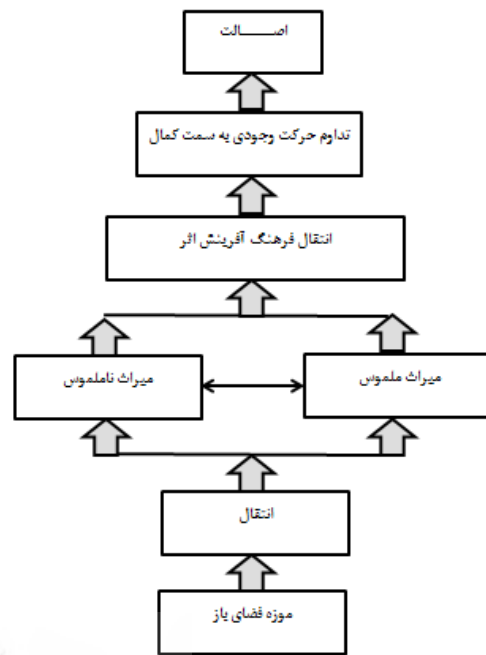 اصـــــالت
تداوم حرکت وجودی به سمت کمال
انتقال فرهنگ آفرینش اثر
میراث ملموس
میراث ناملموس
انتقال
موزه فضای باز